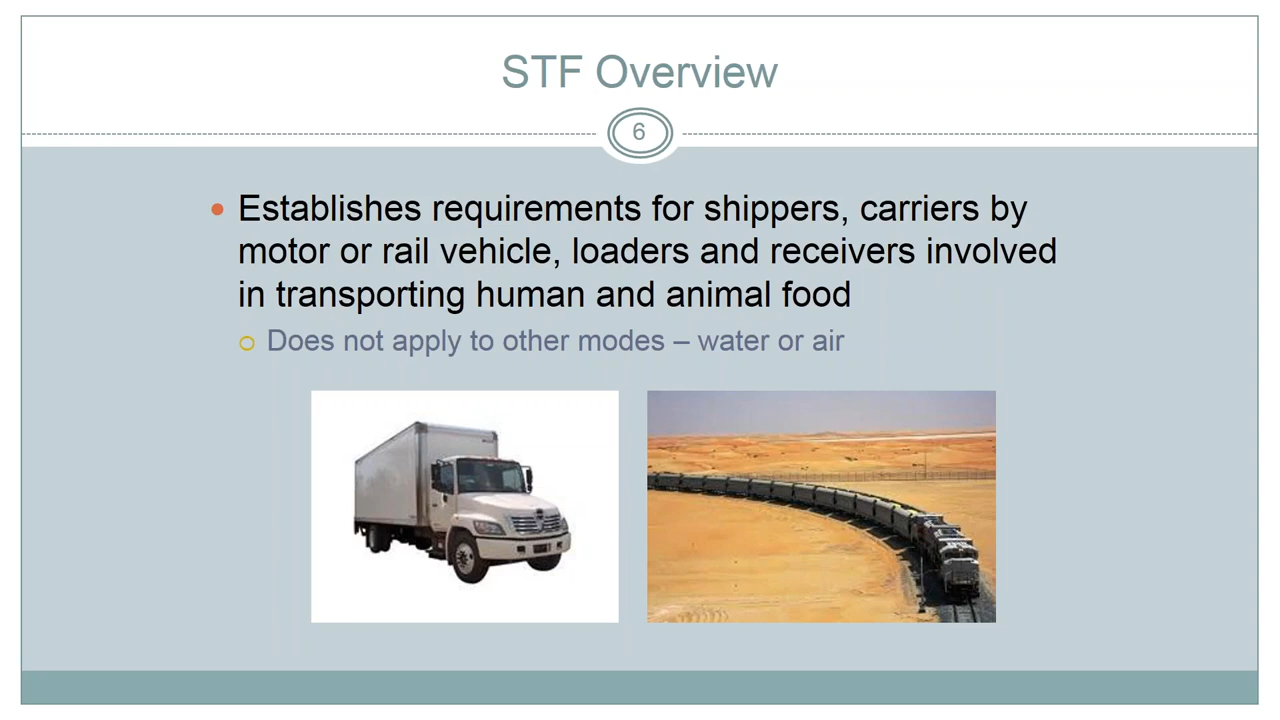 STF Overview
6
Establishes requirements for shippers, carriers by
motor or rail vehicle, loaders and receivers involved
in transporting human and animal food
Does not apply to other modes – water or air